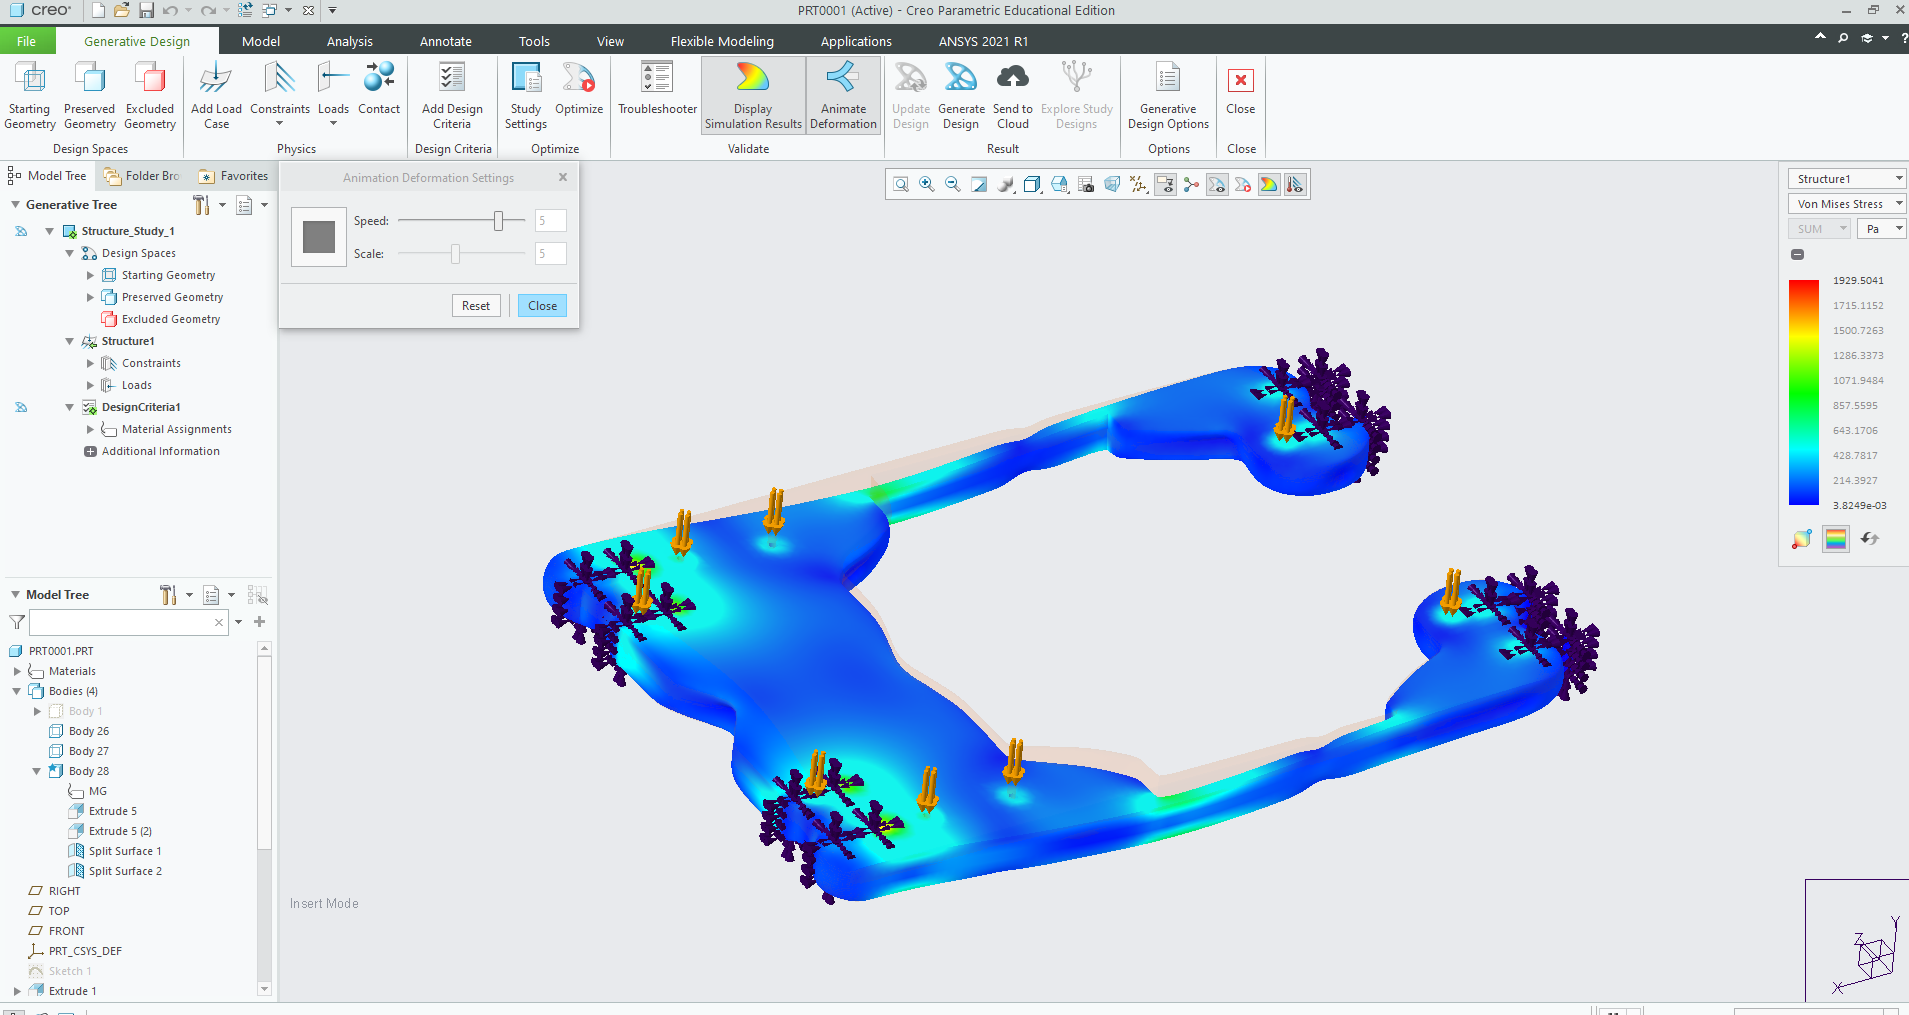 creo
PRT0001 (Active) - Creo Parametric Educational Edition
File
Generative Design
Model
Analysis
Annotate
Tools
View
Flexible Modeling
Applications
ANSYS 2021 R1
Starting Geometry
Preserved Geometry
Excluded Geometry
Add Load Case
Constraints
Loads
Contact
Add Design Criteria
Study Settings
Optimize
Troubleshooter
Display Simulation Results
Animate Deformation
Update Design
Generate Design
Send to Cloud
Explore Study Designs
Generative Design Options
Close
Design Spaces
Physics
Design Criteria
Optimize
Validate
Result
Options
Close
Model Tree
Folder Bro
Favorites
Generative Tree
Structure_Study_1
Design Spaces
Starting Geometry
Preserved Geometry
Excluded Geometry
Structure1
Constraints
Loads
DesignCriteria1
Material Assignments
Additional Information
Animation Deformation Settings
Speed:
5
Scale:
5
Reset
Close
Structure1
Von Mises Stress
SUM
Pa
1929.5041
1715.1152
1500.7263
1286.3373
1071.9484
857.5595
643.1706
428.7817
214.3927
3.8249e-03
Model Tree
PRT0001.PRT
Materials
Bodies (4)
Body 1
Body 26
Body 27
Body 28
MG
Extrude 5
Extrude 5 (2)
Split Surface 1
Split Surface 2
RIGHT
TOP
FRONT
PRT_CSYS_DEF
Sketch 1
Extrude 1
Insert Mode
Y
Z
X